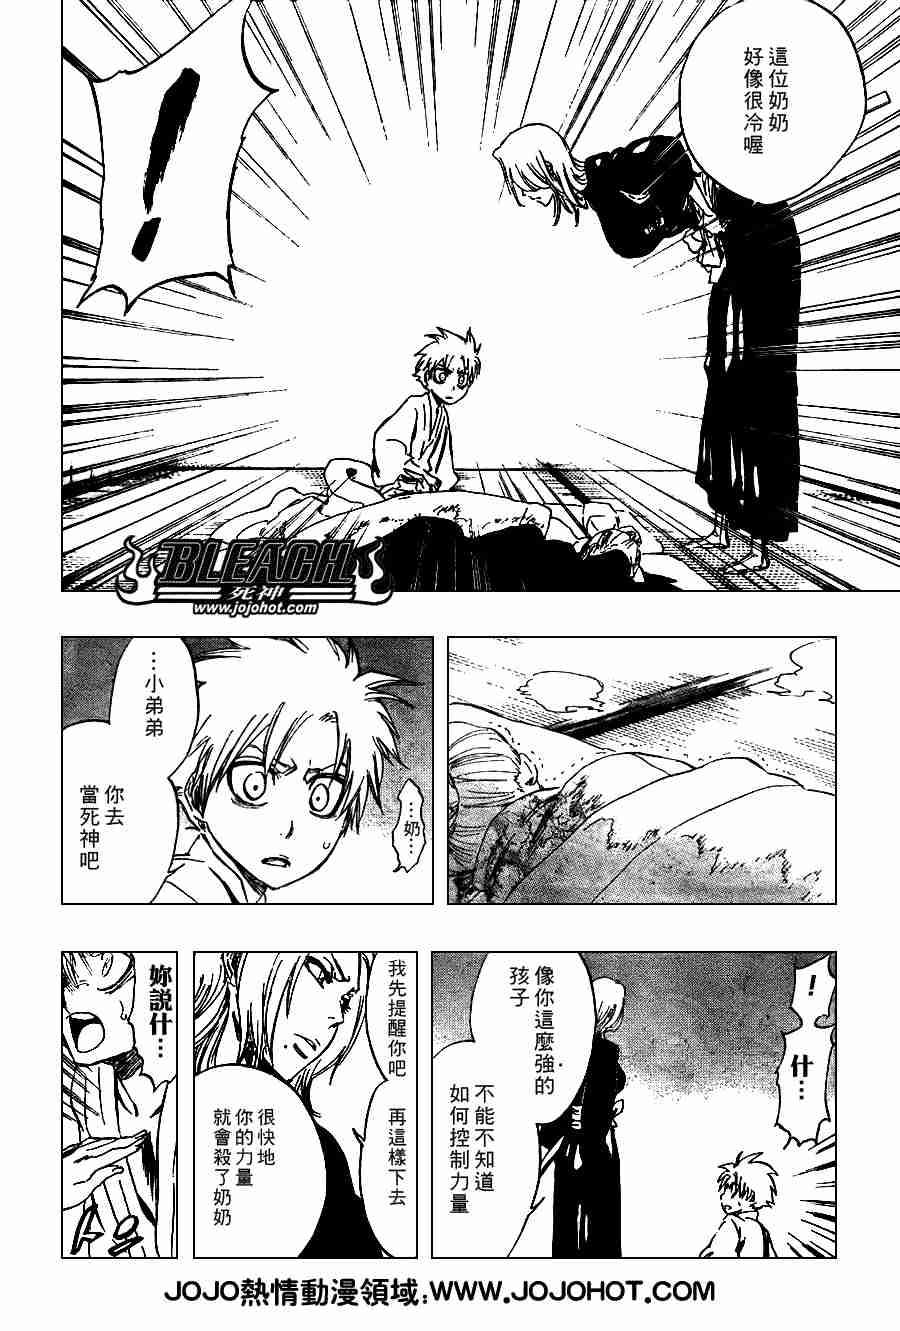 這位奶奶
好像很冷喔
！
BLEACH
死神
www.jojohot.com
…奶…
…小弟弟
你去
當死神吧
！
什…
像你這麼強的
孩子
不能不知道
如何控制力量
我先提醒你吧
再這樣下去
很快地
你的力量
就會殺了奶奶
妳說什…
JOJO熱情動漫領域:WWW.JOJOHOT.COM